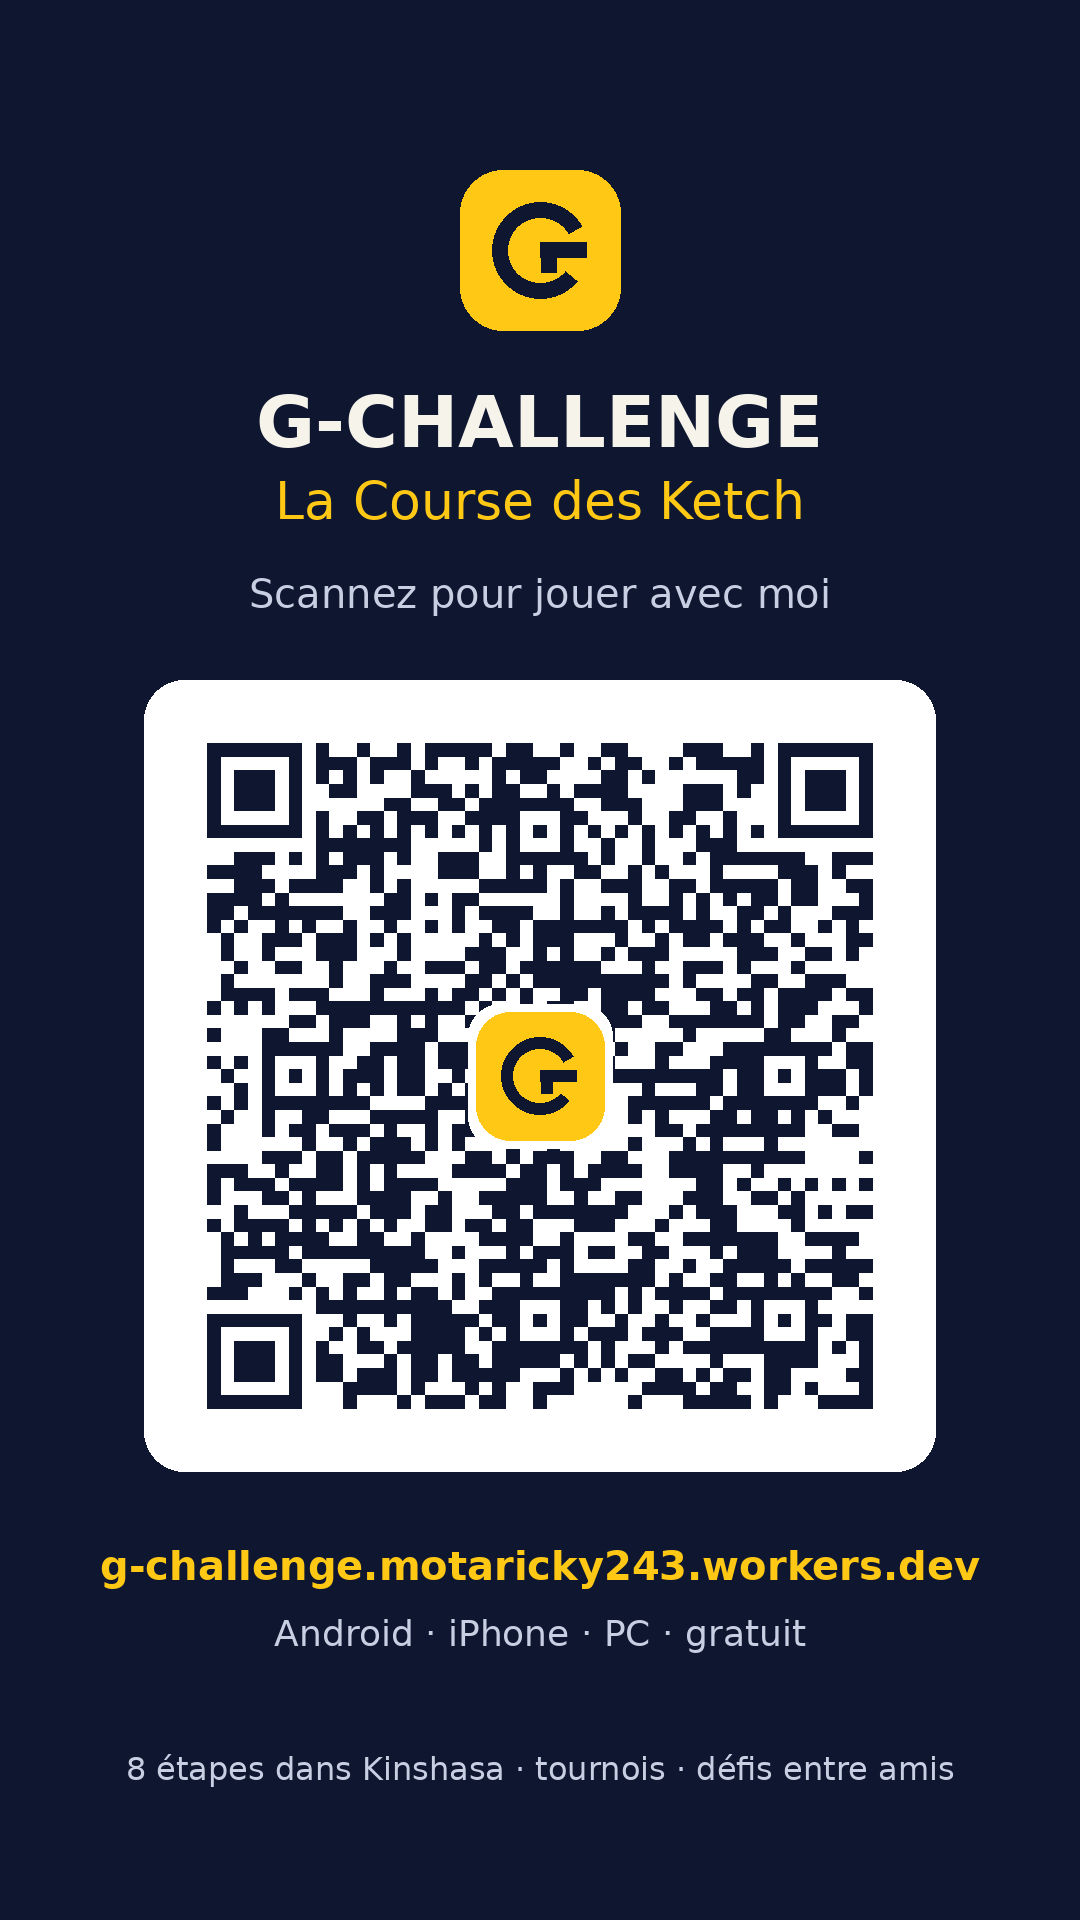 G
G-CHALLENGE
La Course des Ketch
Scannez pour jouer avec moi
G
g-challenge.motaricky243.workers.dev
Android · iPhone · PC · gratuit
8 étapes dans Kinshasa · tournois · défis entre amis